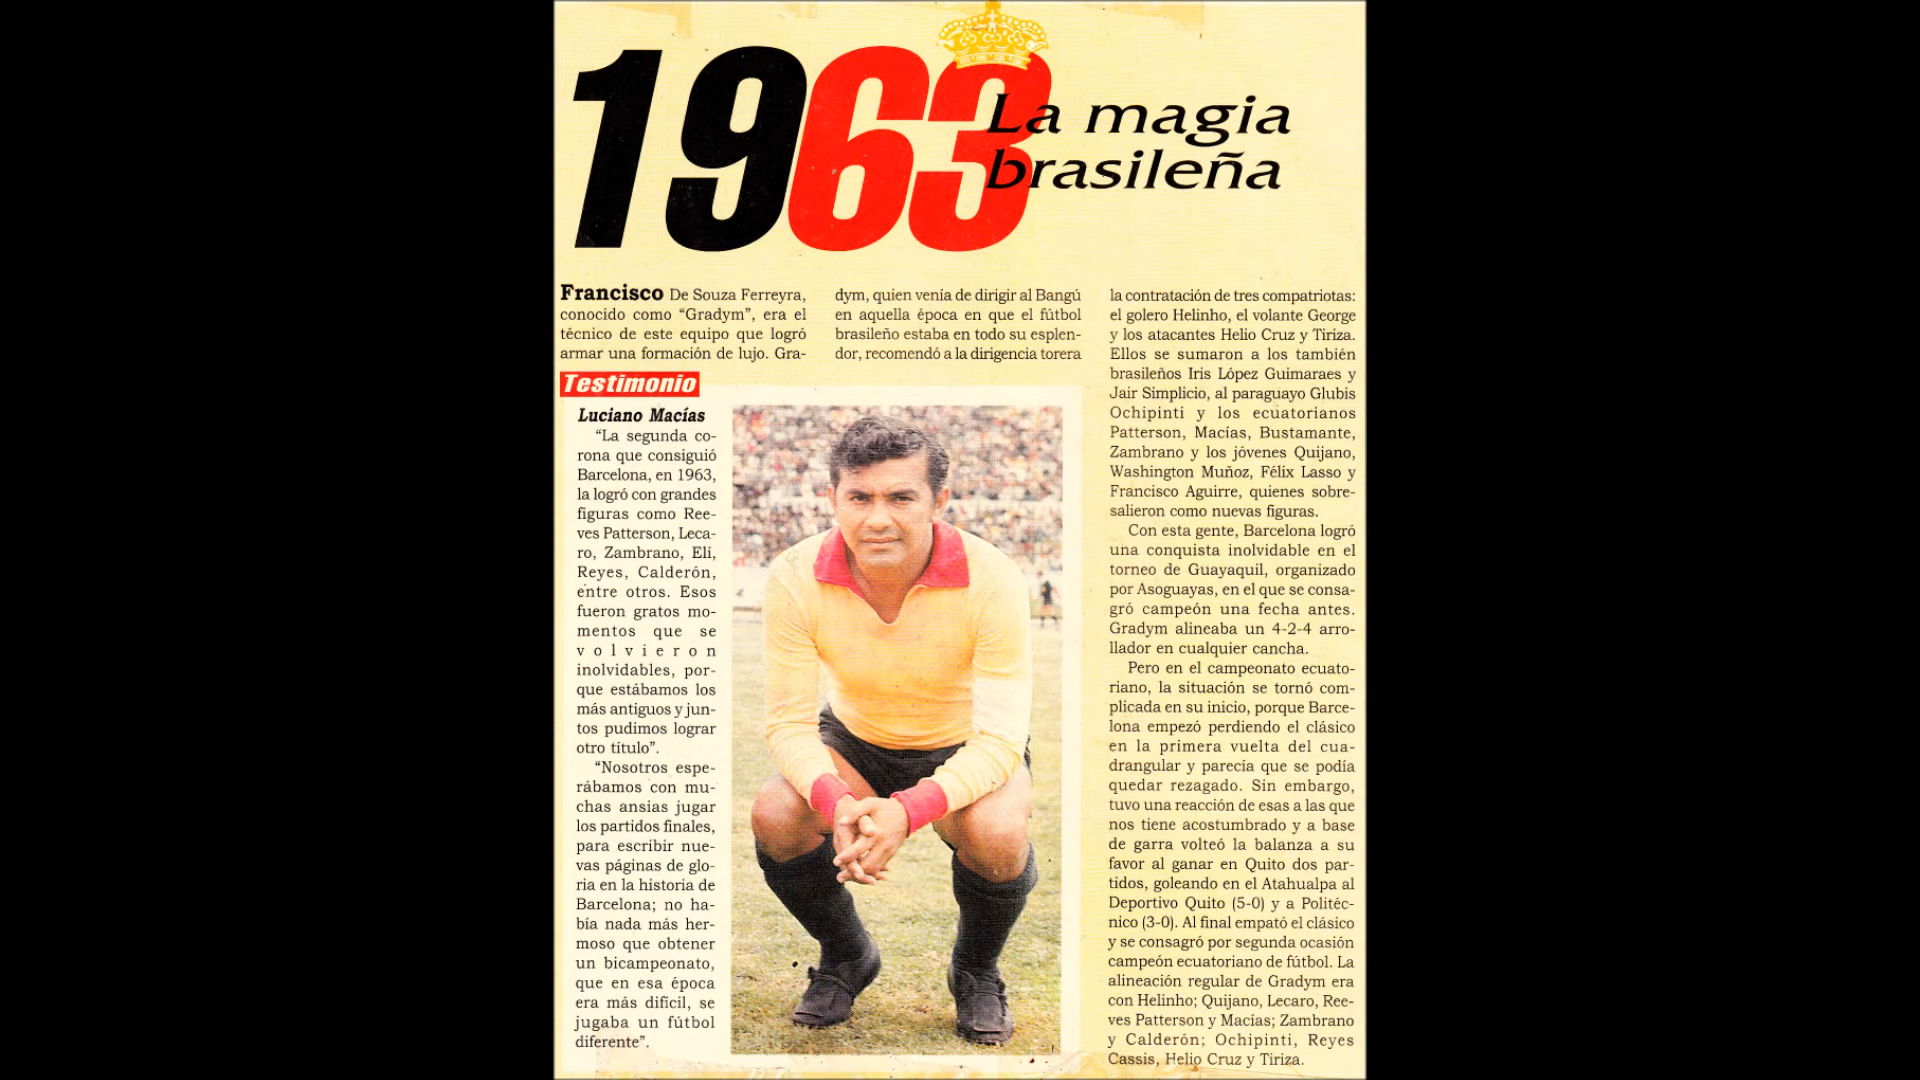 1963
La magia
brasileña
Francisco De Souza Ferreyra,
conocido como “Gradym”, era el
técnico de este equipo que logró
armar una formación de lujo. Gra-
dym, quien venía de dirigir al Bangú
en aquella época en que el fútbol
brasileño estaba en todo su esplen-
dor, recomendó a la dirigencia torera
la contratación de tres compatriotas:
el golero Helinho, el volante George
y los atacantes Helio Cruz y Tiriza.
Ellos se sumaron a los también
brasileños Iris López Guimaraes y
Jair Simplicio, al paraguayo Glubis
Ochipinti y los ecuatorianos
Patterson, Macías, Bustamante,
Zambrano y los jóvenes Quijano,
Washington Muñoz, Félix Lasso y
Francisco Aguirre, quienes sobre-
salieron como nuevas figuras.
Con esta gente, Barcelona logró
una conquista inolvidable en el
torneo de Guayaquil, organizado
por Asoguayas, en el que se consa-
gró campeón una fecha antes.
Gradym alineaba un 4-2-4 arro-
llador en cualquier cancha.
Pero en el campeonato ecuato-
riano, la situación se tornó com-
plicada en su inicio, porque Barce-
lona empezó perdiendo el clásico
en la primera vuelta del cua-
drangular y parecía que se podía
quedar rezagado. Sin embargo,
tuvo una reacción de esas a las que
nos tiene acostumbrado y a base
de garra volteó la balanza a su
favor al ganar en Quito dos par-
tidos, goleando en el Atahualpa al
Deportivo Quito (5-0) y a Politéc-
nico (3-0). Al final empató el clásico
y se consagró por segunda ocasión
campeón ecuatoriano de fútbol. La
alineación regular de Gradym era
con Helinho; Quijano, Lecaro, Ree-
ves Patterson y Macías; Zambrano
y Calderón; Ochipinti, Reyes
Cassis, Helio Cruz y Tiriza.
Testimonio
Luciano Macías
“La segunda co-
rona que consiguió
Barcelona, en 1963,
la logró con grandes
figuras como Ree-
ves Patterson, Leca-
ro, Zambrano, Elí,
Reyes, Calderón,
entre otros. Esos
fueron gratos mo-
mentos que se
volvieron
inolvidables, por-
que estábamos los
más antiguos y jun-
tos pudimos lograr
otro título”.
“Nosotros espe-
rábamos con mu-
chas ansias jugar
los partidos finales,
para escribir nue-
vas páginas de glo-
ria en la historia de
Barcelona; no ha-
bía nada más her-
moso que obtener
un bicampeonato,
que en esa época
era más difícil, se
jugaba un fútbol
diferente”.